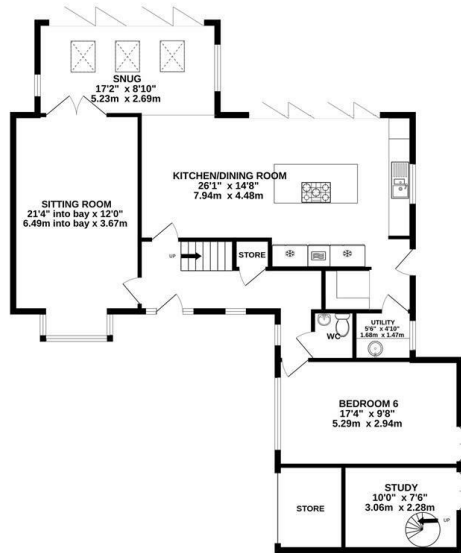 SNUG
17'2" x 8'10"
5.23m x 2.69m
KITCHEN/DINING ROOM
26'1" x 14'8"
7.94m x 4.48m
SITTING ROOM
21'4" into bay x 12'0"
6.49m into bay x 3.67m
UP
STORE
UTILITY
5'6" x 4'10"
1.68m x 1.47m
WC
BEDROOM 6
17'4" x 9'8"
5.29m x 2.94m
STORE
STUDY
10'0" x 7'6"
3.06m x 2.28m
UP